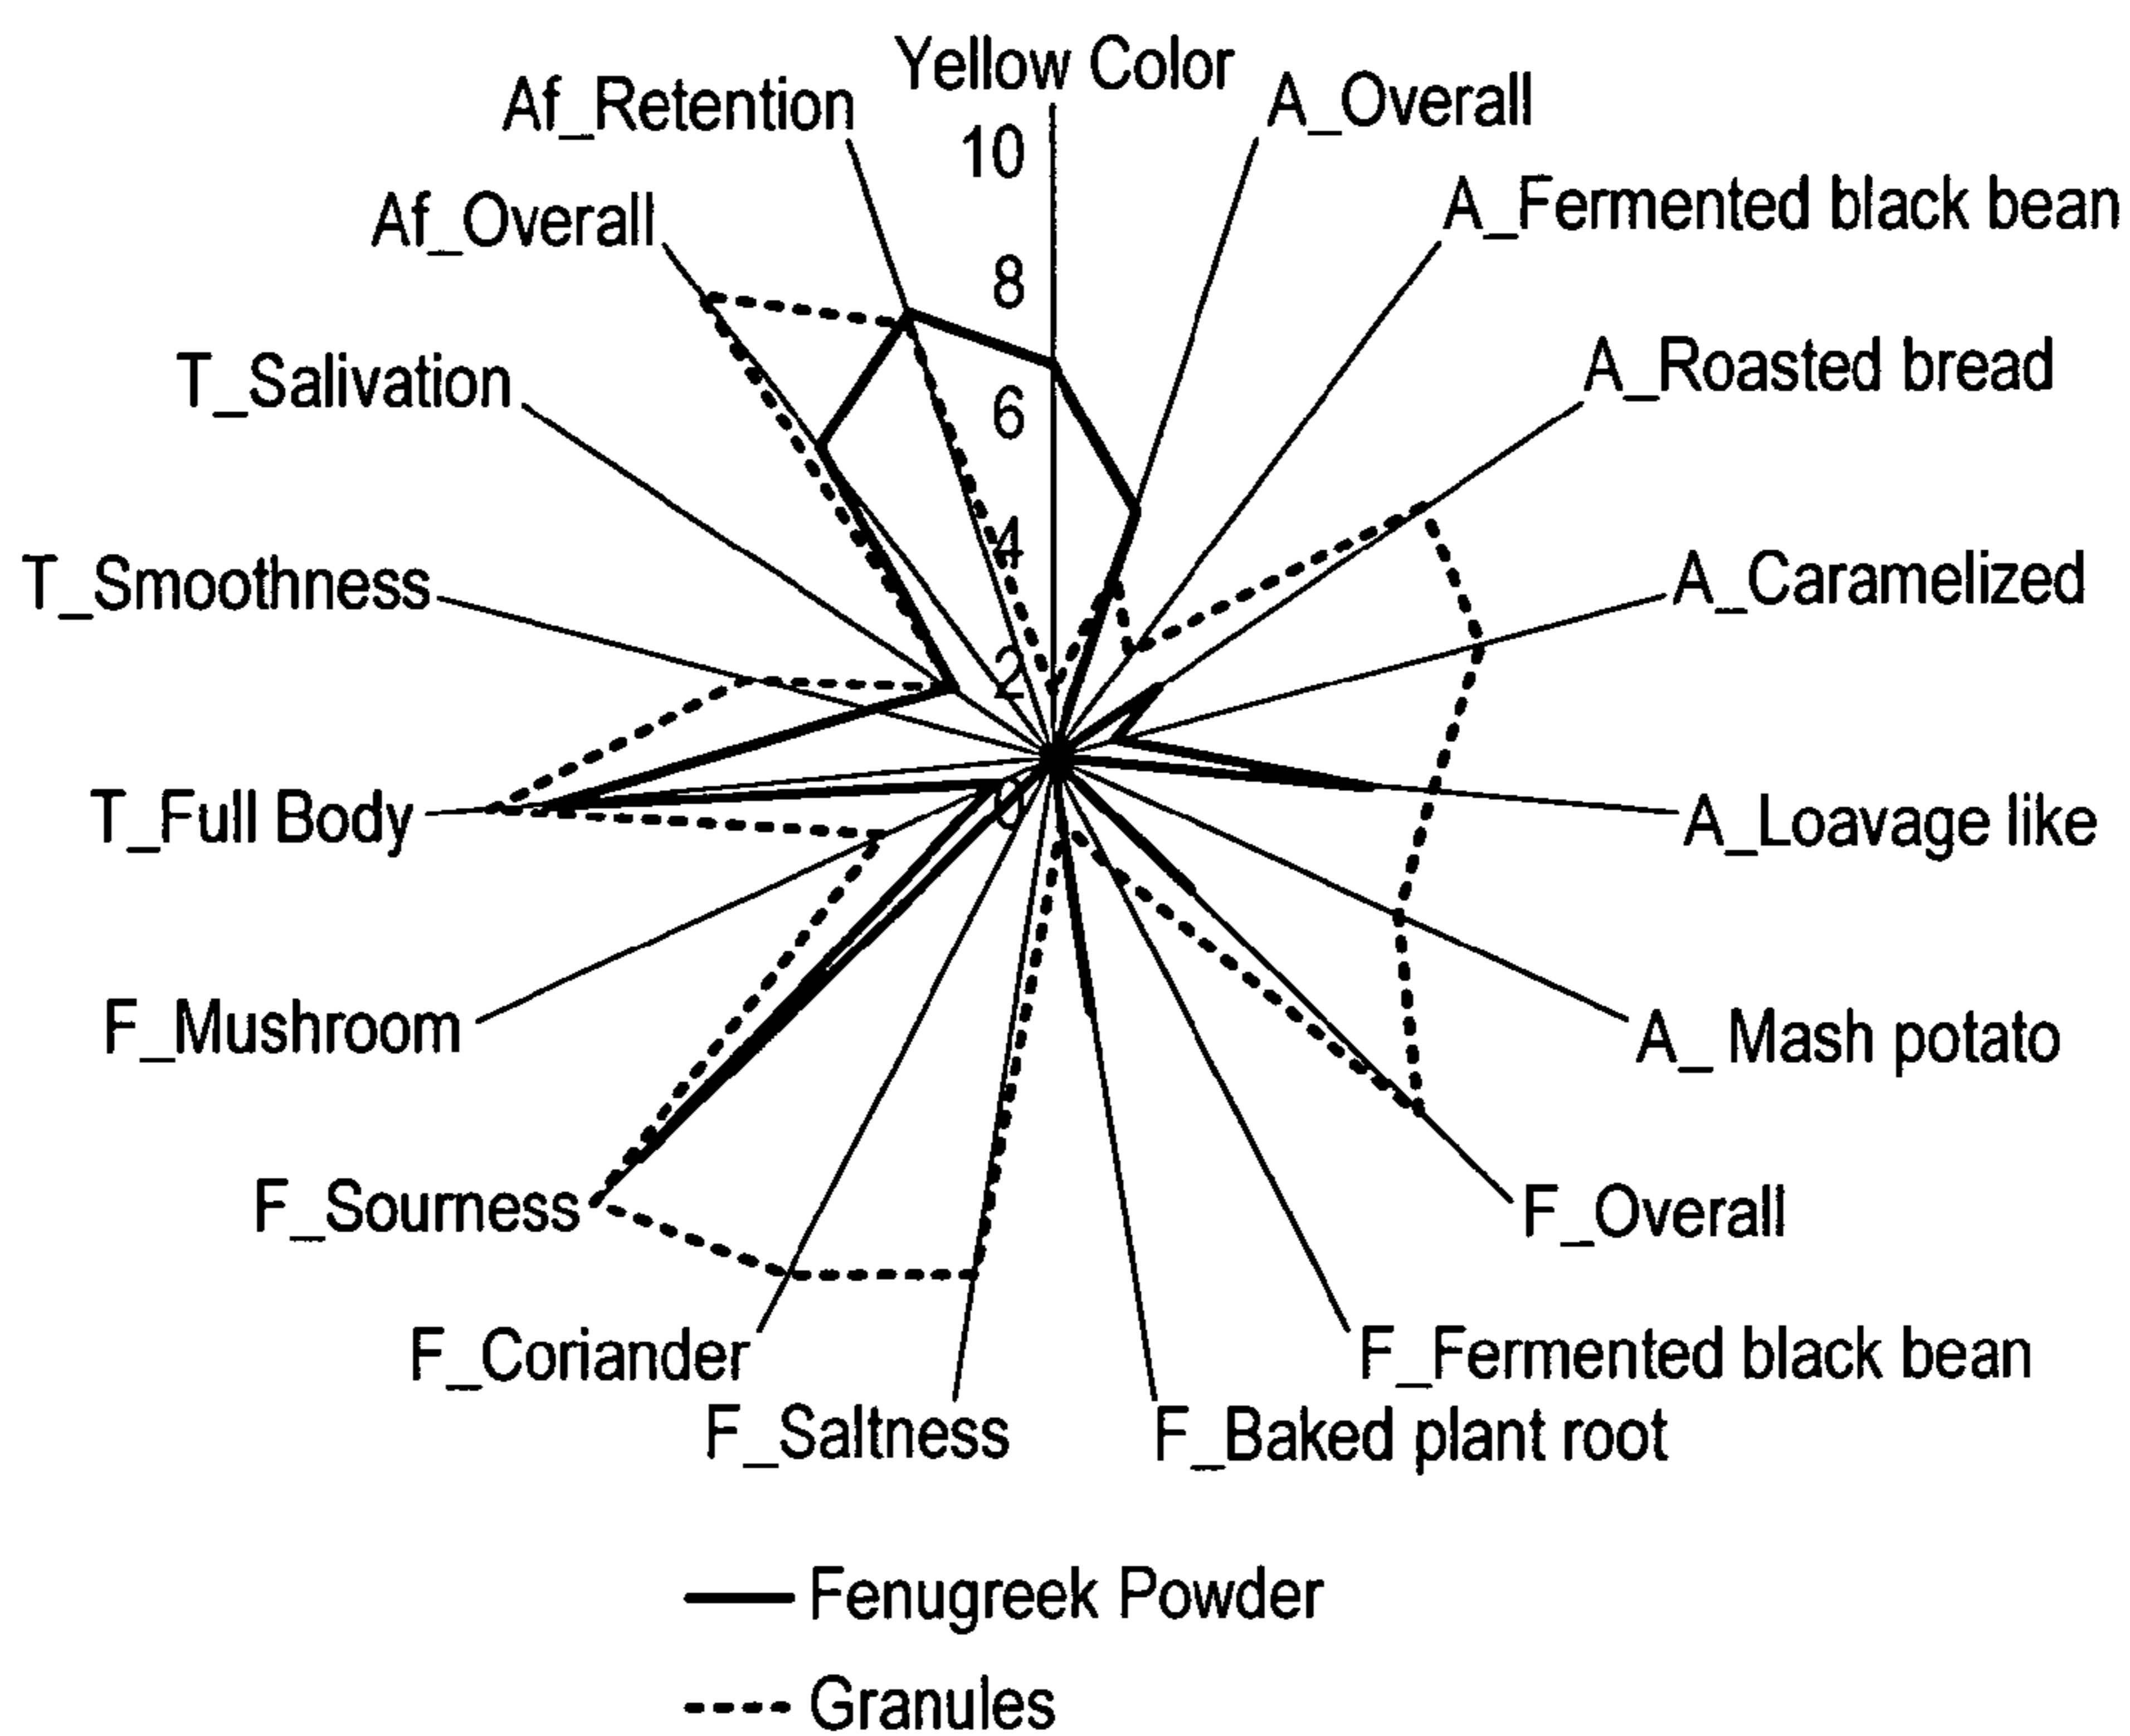 Yellow Color
Af_Retention
A_Overall
10
A_Fermented black bean
Af_Overall
8
A_Roasted bread
T_Salivation
6
4
A_Caramelized
T_Smoothness
2
T_Full Body
0
A_Loavage like
F_Mushroom
A_ Mash potato
F_Sourness
F_Overall
F_Coriander
F_Fermented black bean
F_Saltness
F_Baked plant root
Fenugreek Powder
Granules